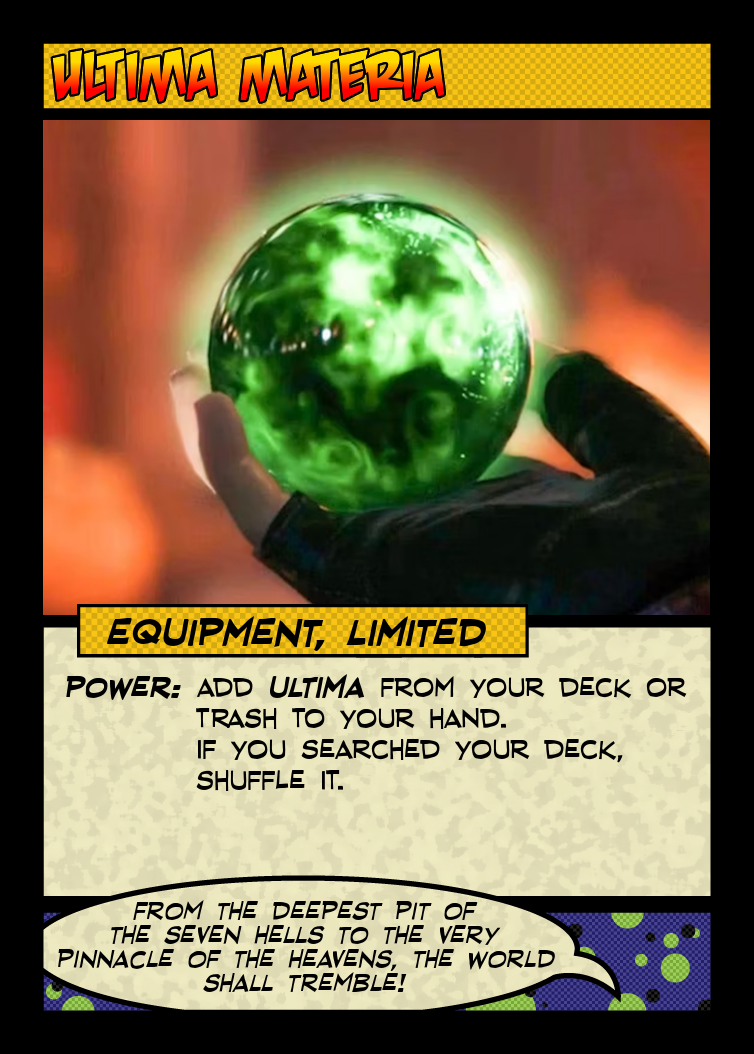 ULTIMA MATERIA
EQUIPMENT, LIMITED
POWER: ADD ULTIMA FROM YOUR DECK OR
TRASH TO YOUR HAND.
IF YOU SEARCHED YOUR DECK,
SHUFFLE IT.
FROM THE DEEPEST PIT OF
THE SEVEN HELLS TO THE VERY
PINNACLE OF THE HEAVENS, THE WORLD
SHALL TREMBLE!